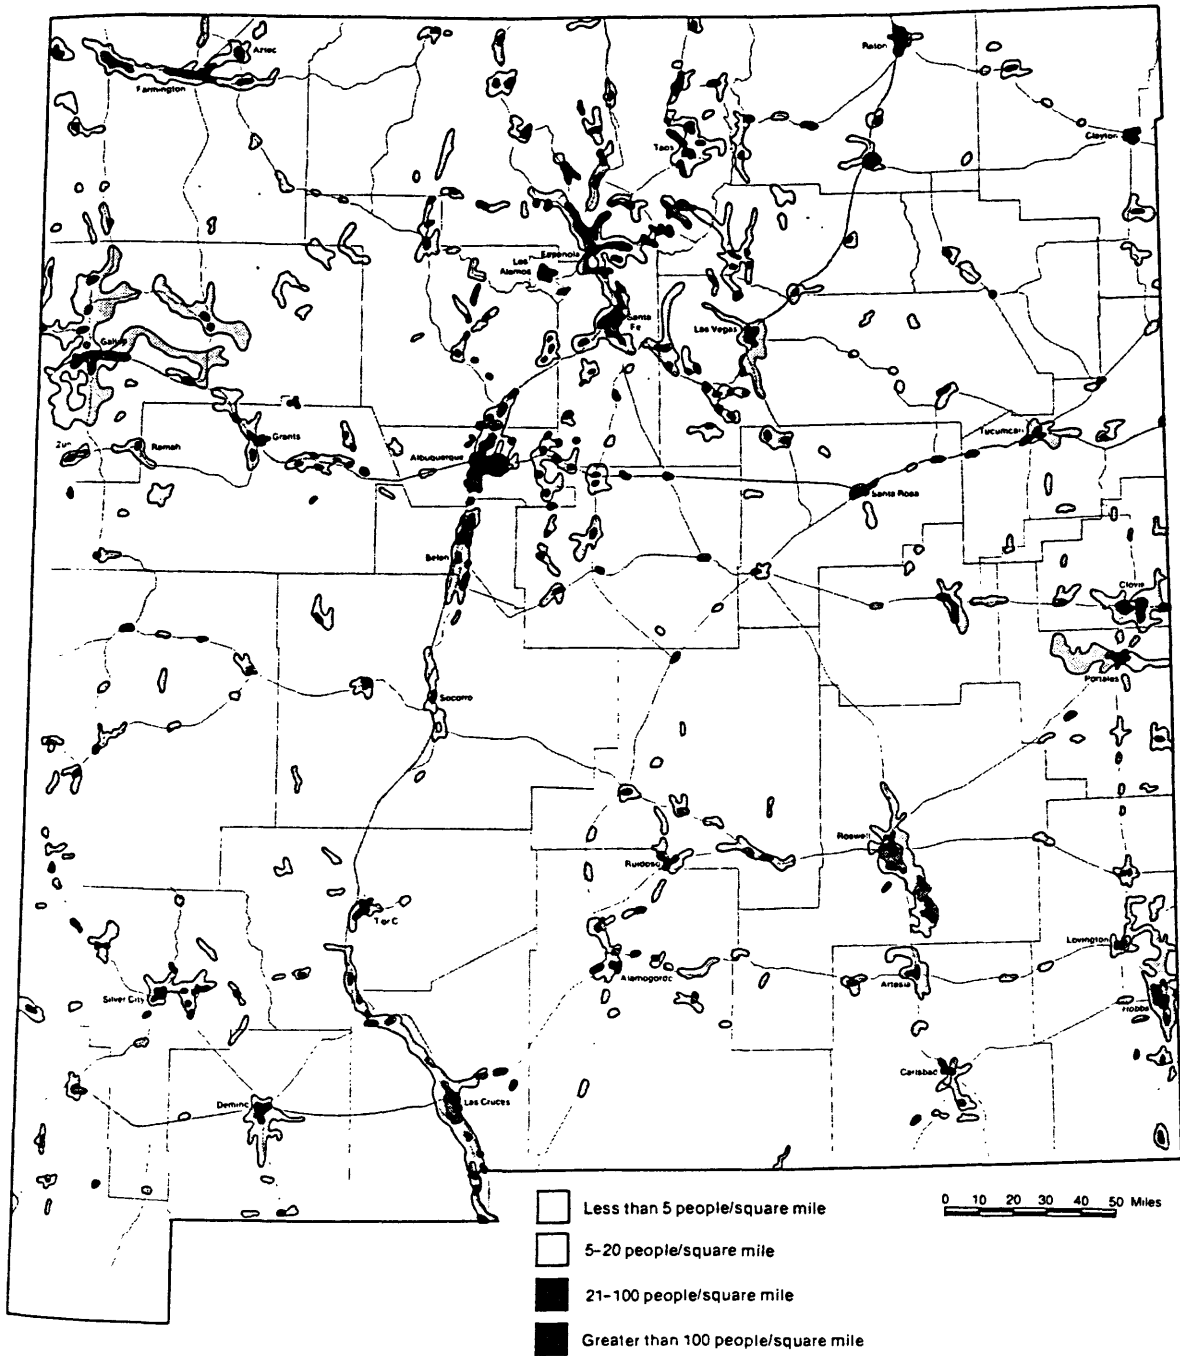 Raton
Aztec
Farmington
Clayton
Taos
Espanola
Los
Alamos
Santa
Fe
Las Vegas
Gallup
Tucumcari
Grants
Ramah
Albuquerque
Santa Rosa
Belen
Clovis
Portales
Socorro
Roswell
Ruidoso
T or C
Lovington
Alamogordo
Artesia
Silver City
Hobbs
Carlsbad
Deming
Las Cruces
0 10 20 30 40 50 Miles
Less than 5 people/square mile
5-20 people/square mile
21-100 people/square mile
Greater than 100 people/square mile